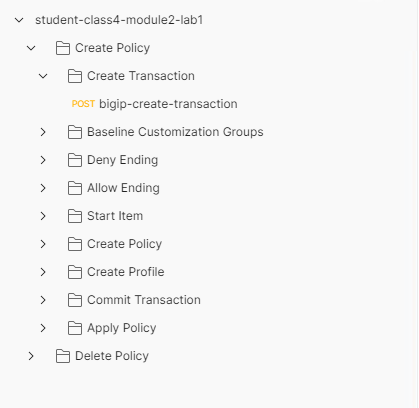 student-class4-module2-lab1
Create Policy
Create Transaction
POST bigip-create-transaction
Baseline Customization Groups
Deny Ending
Allow Ending
Start Item
Create Policy
Create Profile
Commit Transaction
Apply Policy
Delete Policy